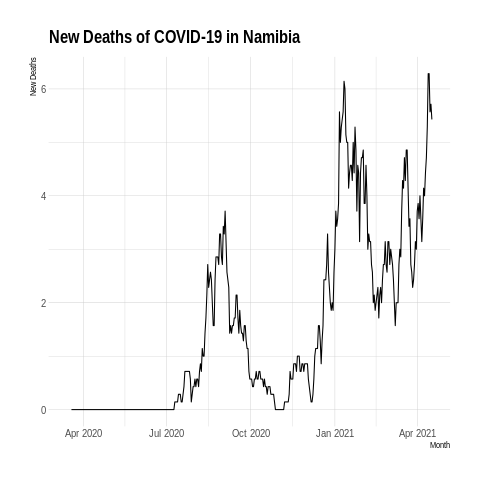 New Deaths of COVID-19 in Namibia
New Deaths
6
4
2
0
Apr 2020 Jul 2020 Oct 2020 Jan 2021 Apr 2021
Month